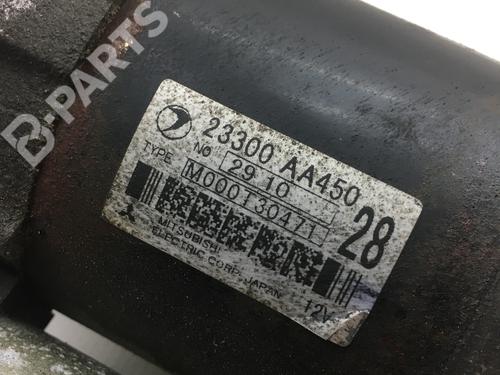 B-PARTS
23300 AA450
NO 29 10
TYPE M000T30471
28
MITSUBISHI
ELECTRIC CORP. JAPAN
12V